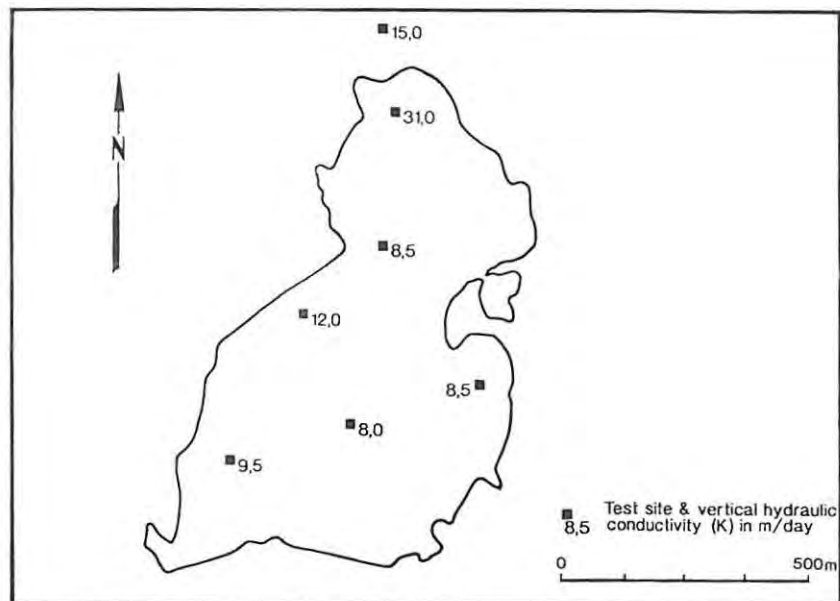 15,0
31,0
N
8,5
12,0
8,5
8,0
9,5
Test site & vertical hydraulic
8,5 conductivity (K) in m/day
0 500m